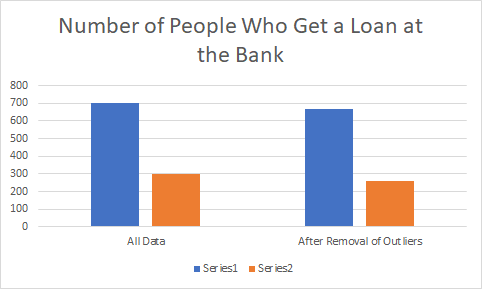 Number of People Who Get a Loan at
the Bank
800
700
600
500
400
300
200
100
0
All Data
After Removal of Outliers
Series1 Series2